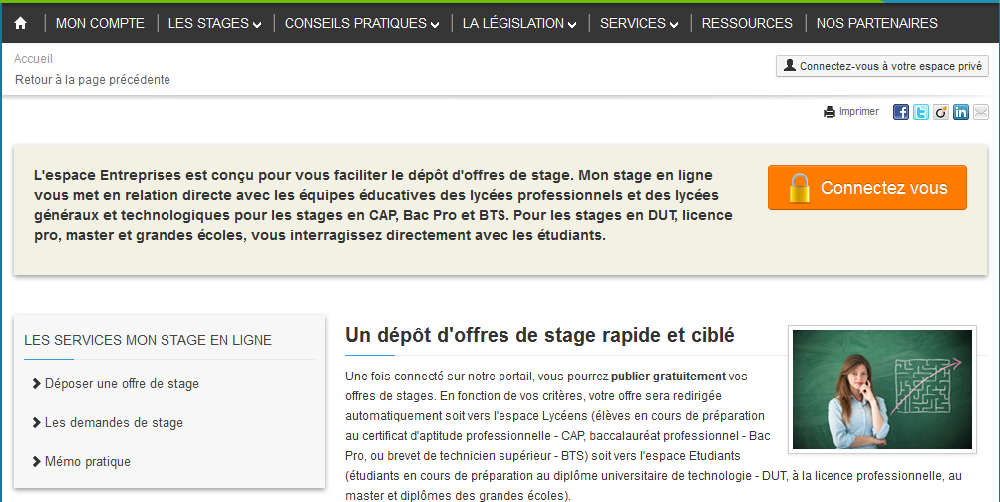 MON COMPTE LES STAGES CONSEILS PRATIQUES LA LÉGISLATION SERVICES RESSOURCES NOS PARTENAIRES
Accueil
Retour à la page précédente
Connectez-vous à votre espace privé
Imprimer
L'espace Entreprises est conçu pour vous faciliter le dépôt d'offres de stage. Mon stage en ligne
vous met en relation directe avec les équipes éducatives des lycées professionnels et des lycées
généraux et technologiques pour les stages en CAP, Bac Pro et BTS. Pour les stages en DUT, licence
pro, master et grandes écoles, vous interragissez directement avec les étudiants.
Connectez vous
LES SERVICES MON STAGE EN LIGNE
Déposer une offre de stage
Les demandes de stage
Mémo pratique
Un dépôt d'offres de stage rapide et ciblé
Une fois connecté sur notre portail, vous pourrez publier gratuitement vos
offres de stages. En fonction de vos critères, votre offre sera redirigée
automatiquement soit vers l'espace Lycéens (élèves en cours de préparation
au certificat d'aptitude professionnelle - CAP, baccalauréat professionnel - Bac
Pro, ou brevet de technicien supérieur - BTS) soit vers l'espace Etudiants
(étudiants en cours de préparation au diplôme universitaire de technologie - DUT, à la licence professionnelle, au
master et diplômes des grandes écoles).